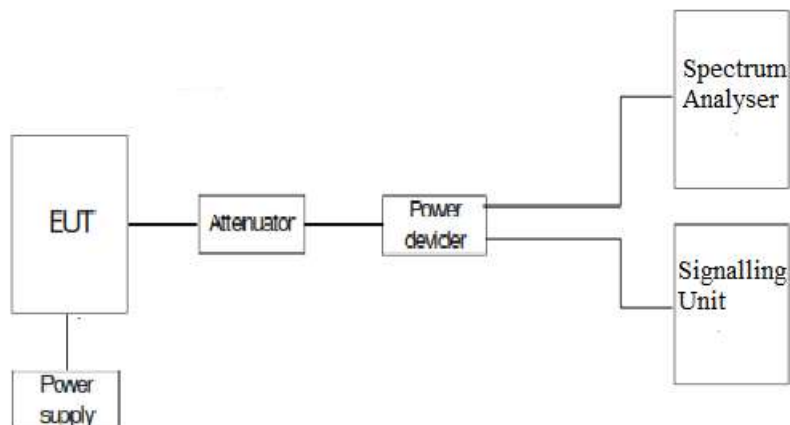 Spectrum
Analyser
EUT
Attenuator
Power
devider
Signalling
Unit
Power
supply